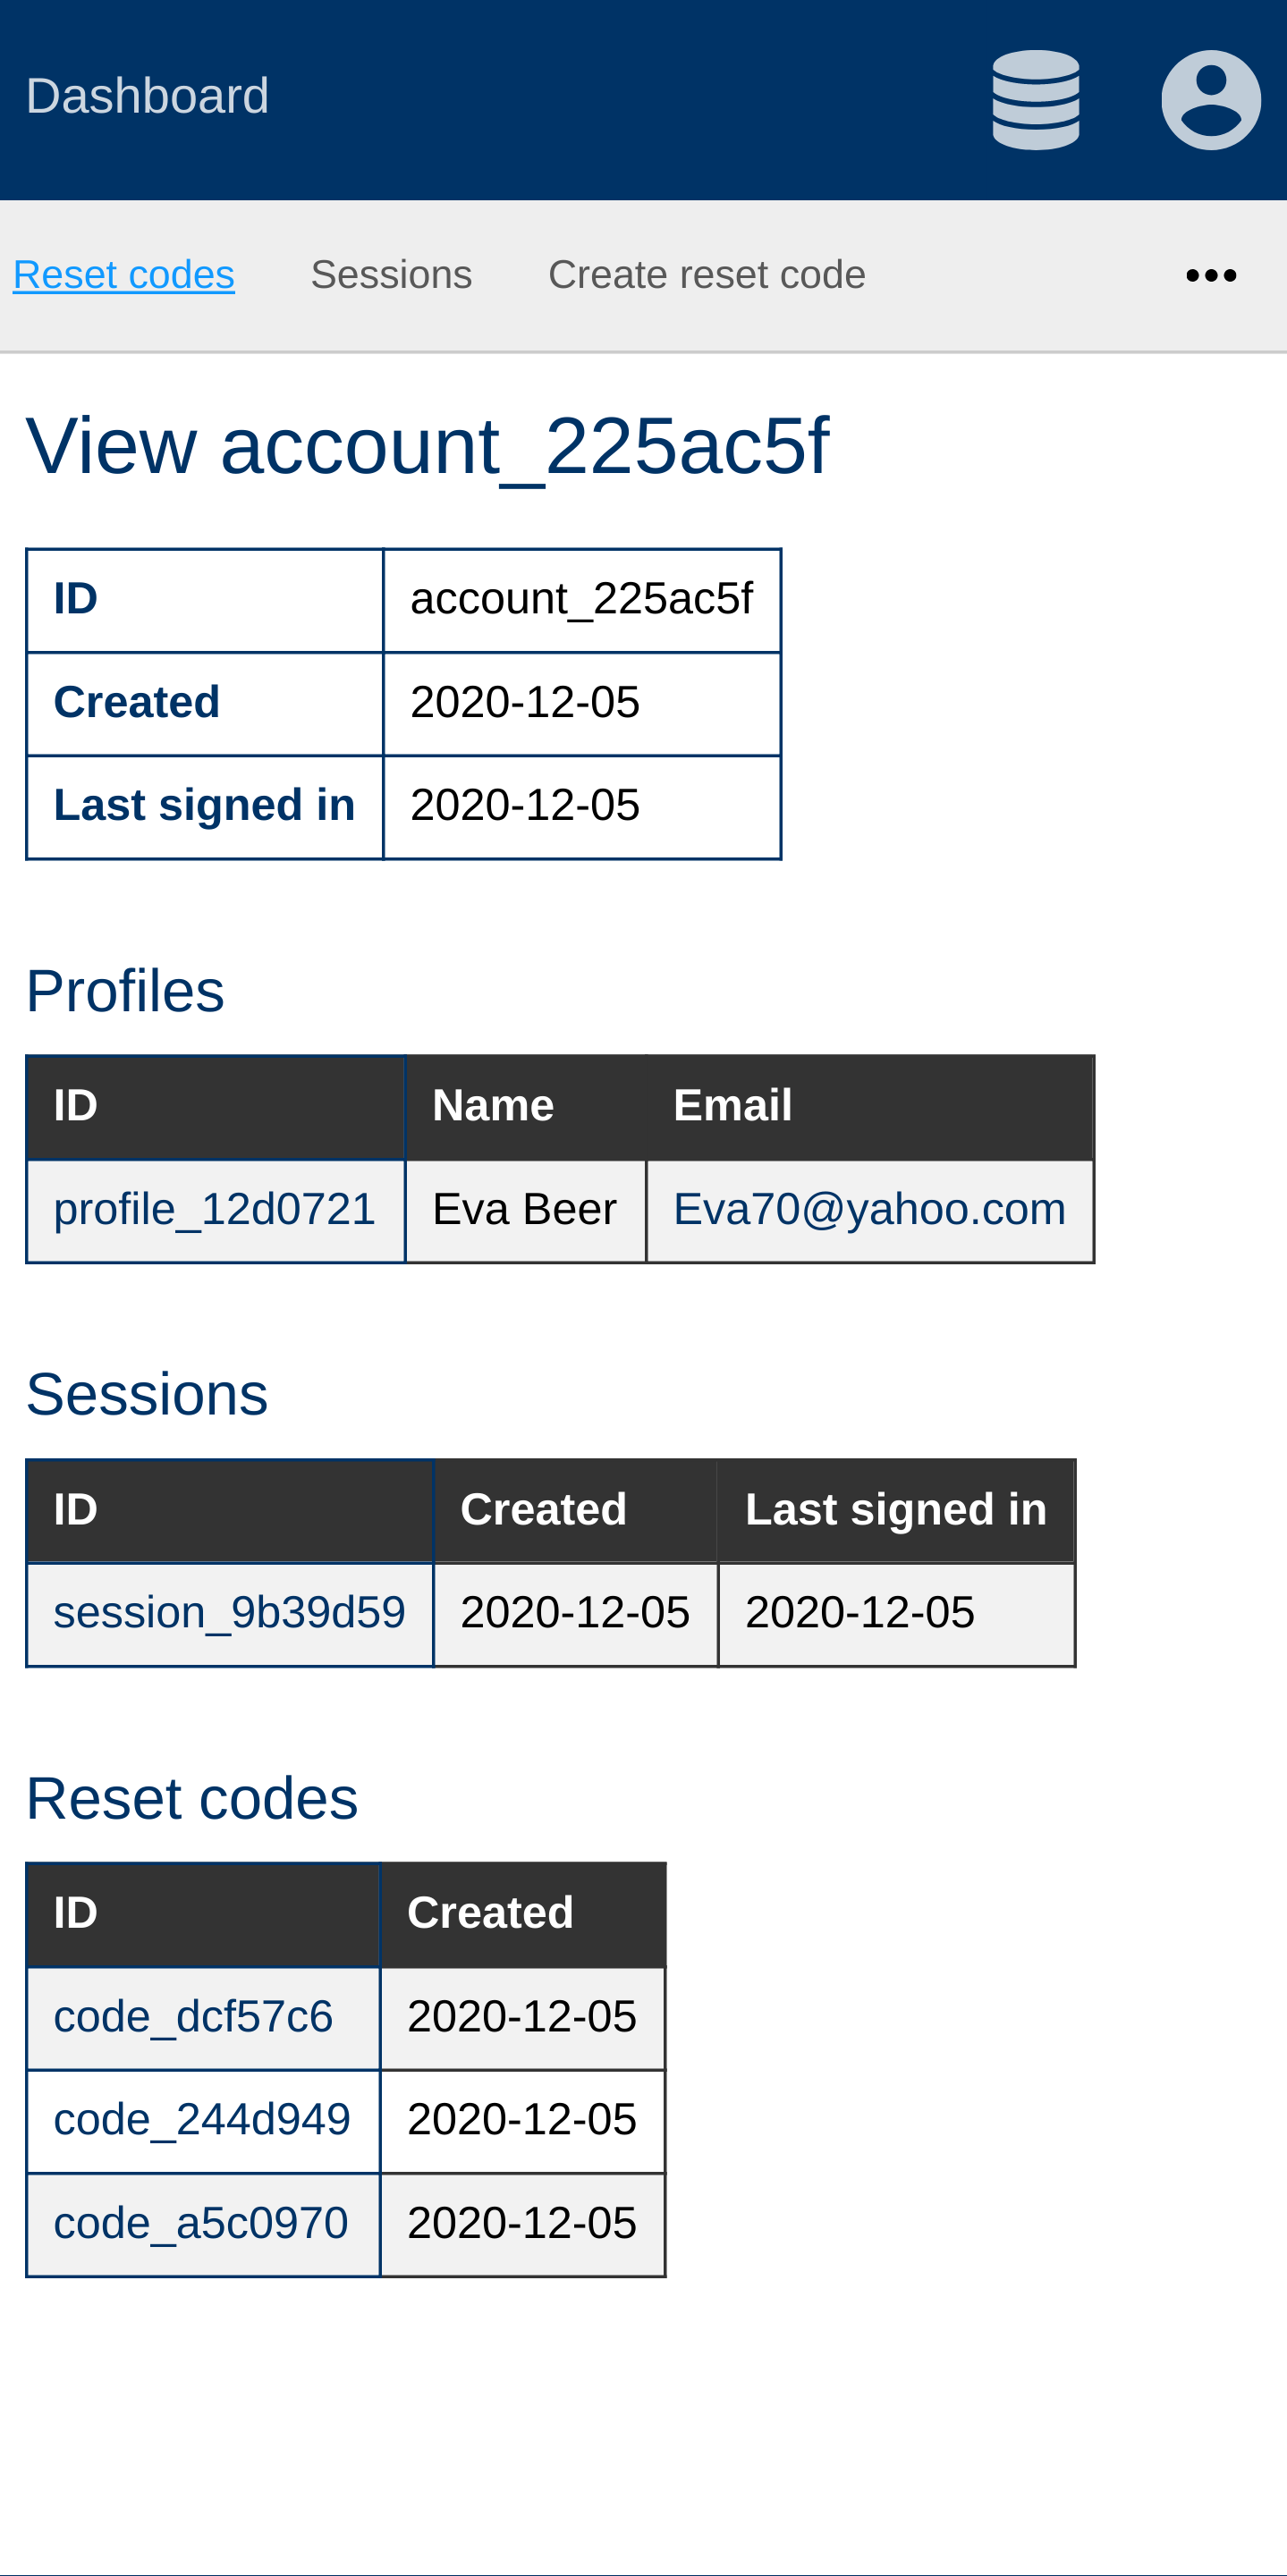 Dashboard
Reset codes Sessions Create reset code
View account_225ac5f
ID account_225ac5f
Created 2020-12-05
Last signed in 2020-12-05
Profiles
ID Name Email
profile_12d0721 Eva Beer Eva70@yahoo.com
Sessions
ID Created Last signed in
session_9b39d59 2020-12-05 2020-12-05
Reset codes
ID Created
code_dcf57c6 2020-12-05
code_244d949 2020-12-05
code_a5c0970 2020-12-05